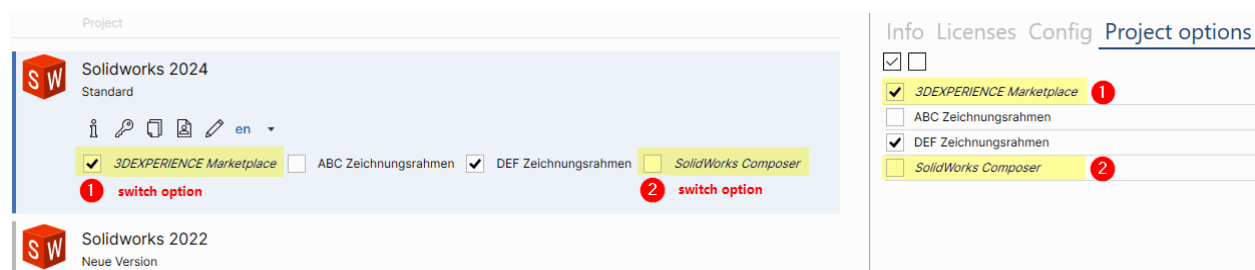 Project
Solidworks 2024
Standard
en
3DEXPERIENCE Marketplace ABC Zeichnungsrahmen DEF Zeichnungsrahmen SolidWorks Composer
1 switch option 2 switch option
Solidworks 2022
Neue Version
Info Licenses Config Project options
3DEXPERIENCE Marketplace 1
ABC Zeichnungsrahmen
DEF Zeichnungsrahmen
SolidWorks Composer 2
SW
SW